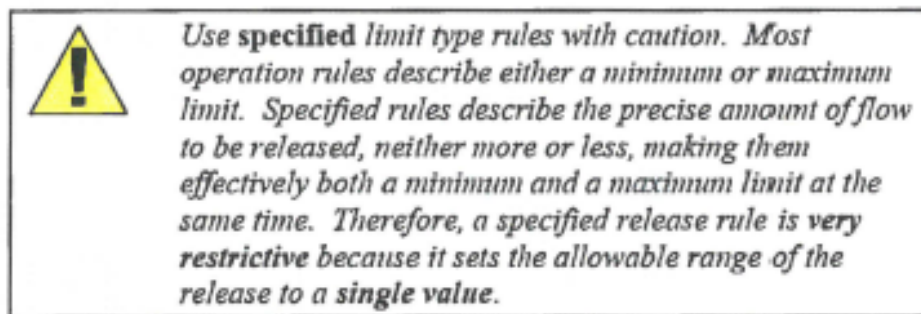 Use specified limit type rules with caution. Most
operation rules describe either a minimum or maximum
limit. Specified rules describe the precise amount of flow
to be released, neither more or less, making them
effectively both a minimum and a maximum limit at the
same time. Therefore, a specified release rule is very
restrictive because it sets the allowable range of the
release to a single value.